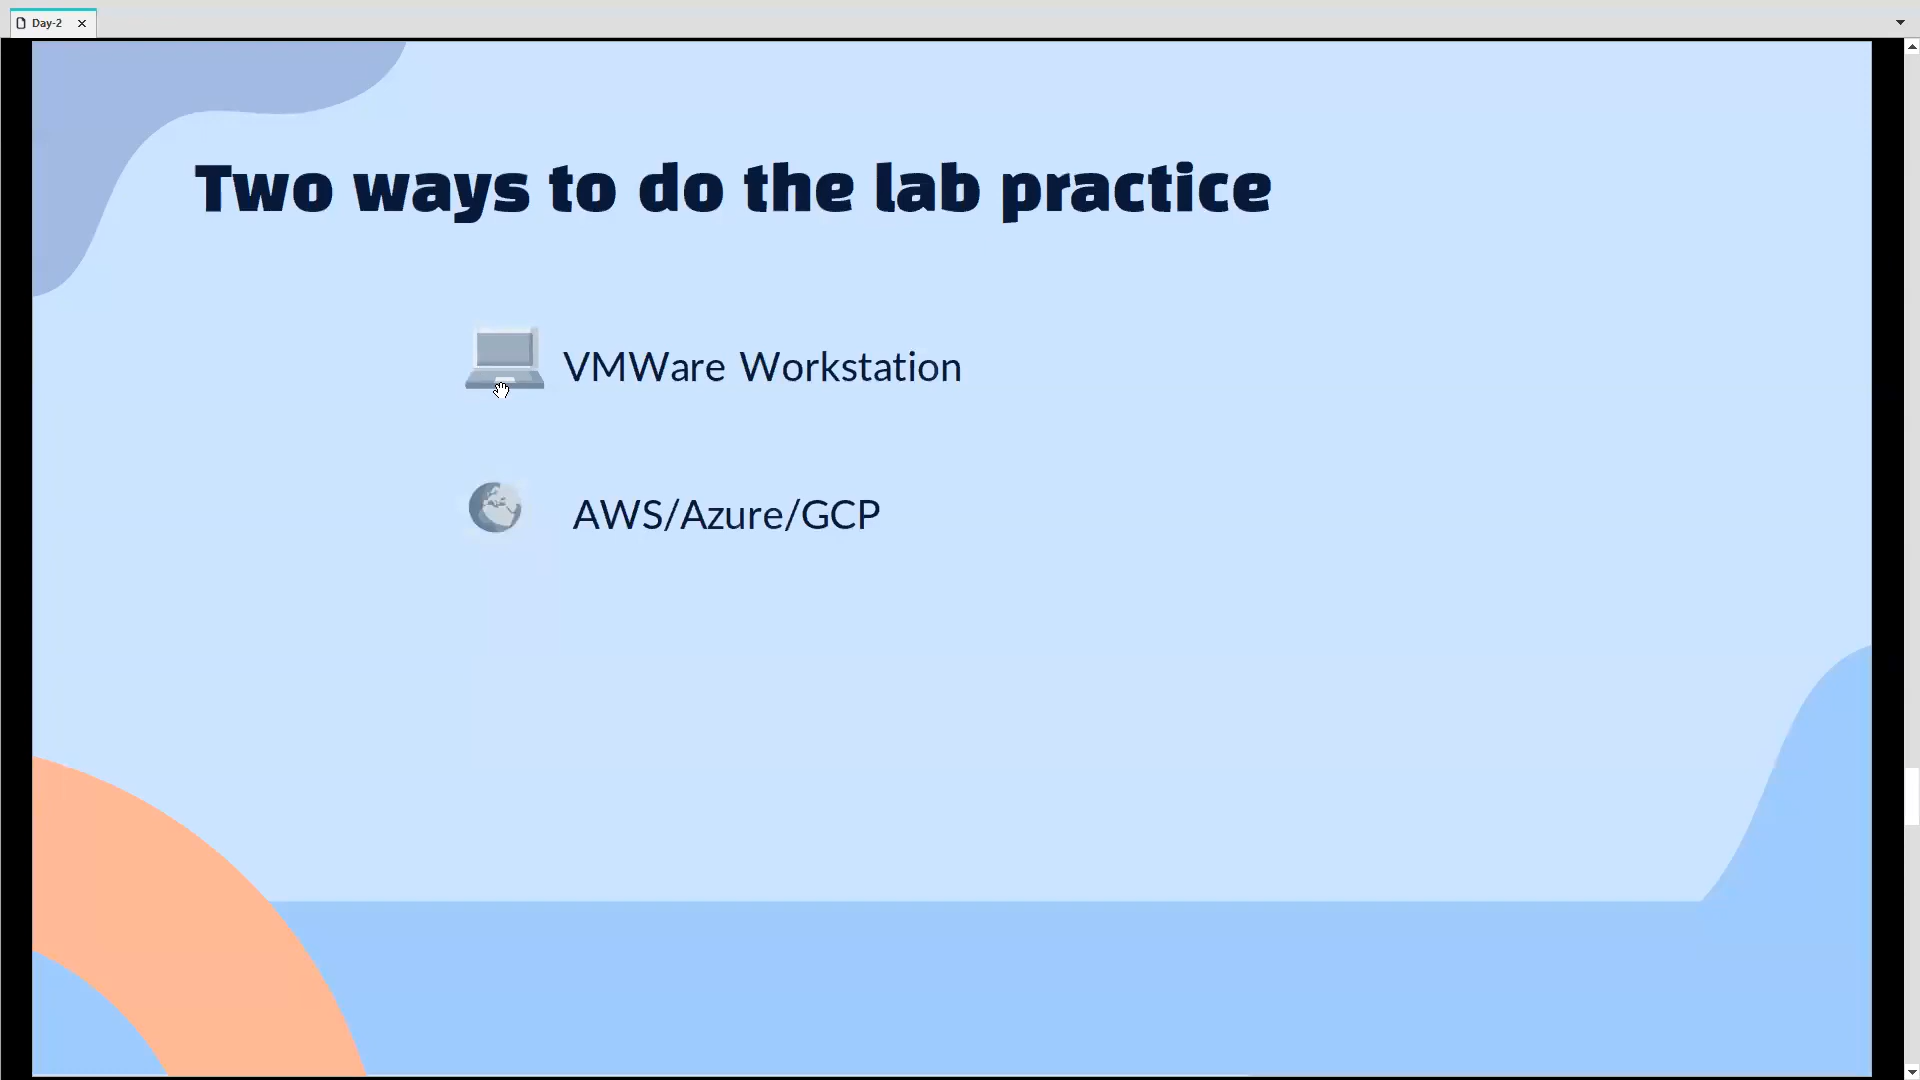 Day-2
Two ways to do the lab practice
VMWare Workstation
AWS/Azure/GCP